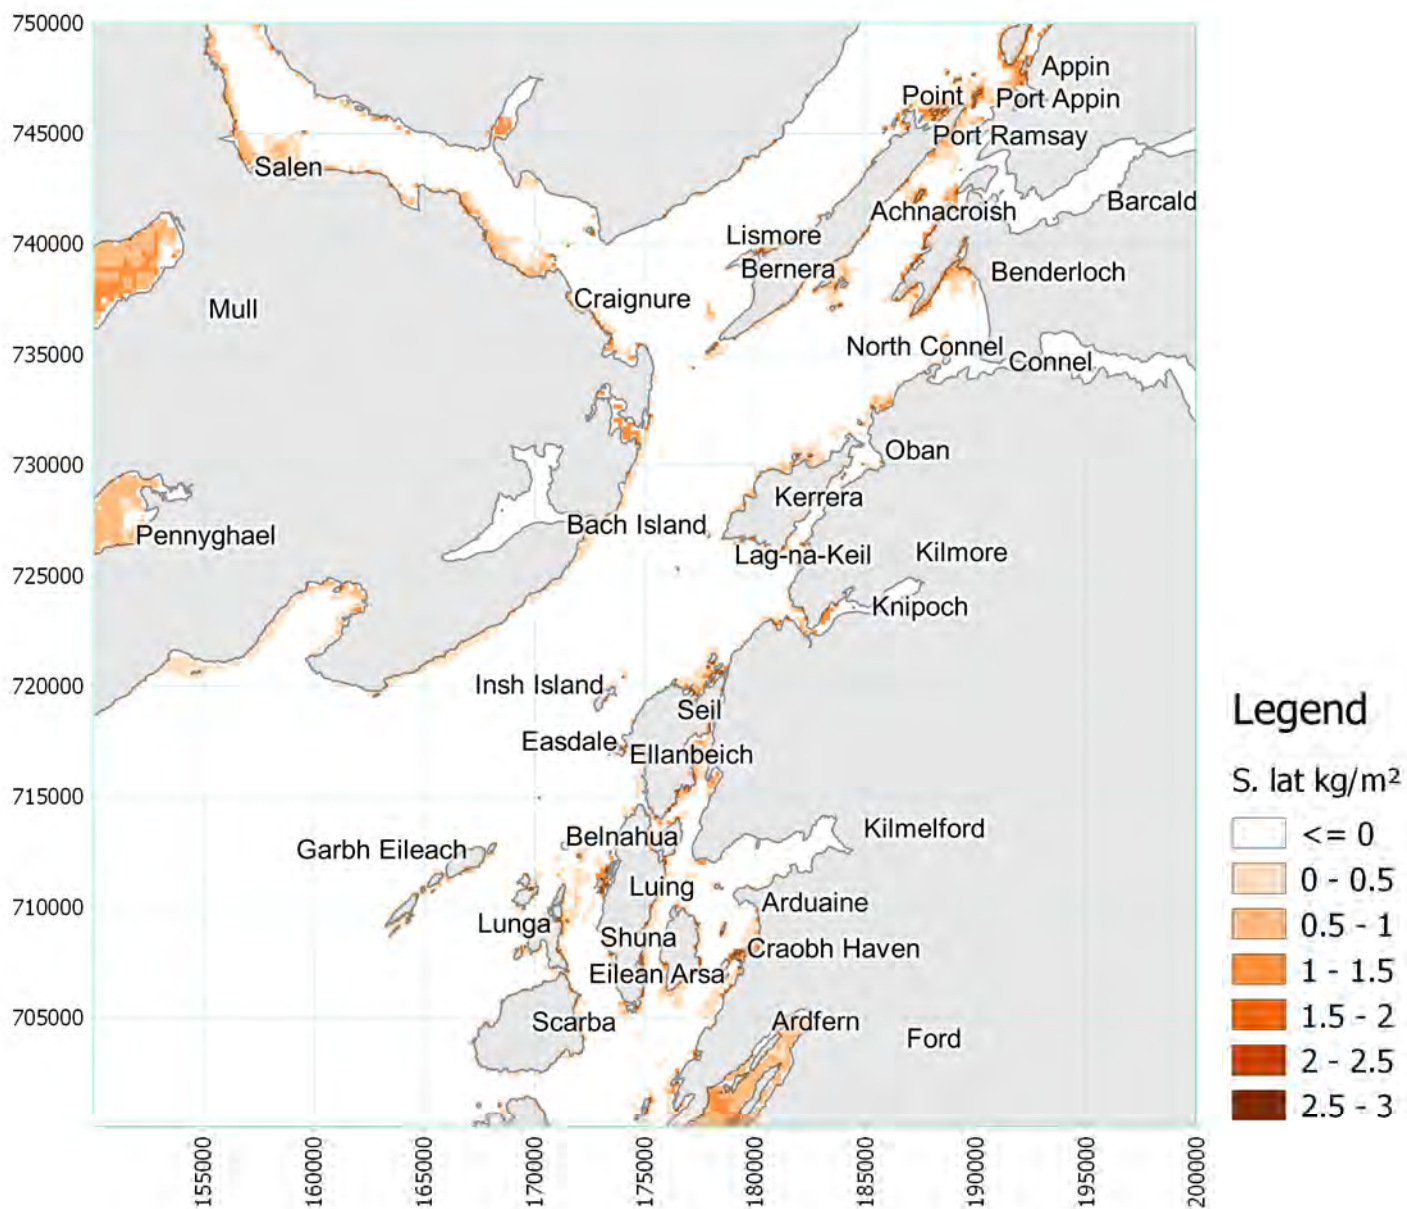 750000
Appin
Point
Port Appin
745000
Port Ramsay
Salen
Barcald
Achnacroish
740000
Lismore
Bernera
Benderloch
Mull
Craignure
735000
North Connel
Connel
730000
Oban
Kerrera
Bach Island
Pennyghael
Lag-na-Keil
Kilmore
725000
Knipoch
720000
Insh Island
Seil
Easdale
Ellanbeich
715000
Belnahua
Kilmelford
Garbh Eileach
Luing
710000
Arduaine
Lunga
Shuna
Craobh Haven
Eilean Arsa
705000
Scarba
Ardfern
Ford
155000
160000
165000
170000
175000
180000
185000
190000
195000
200000
Legend
S. lat kg/m²
<= 0
0 - 0.5
0.5 - 1
1 - 1.5
1.5 - 2
2 - 2.5
2.5 - 3